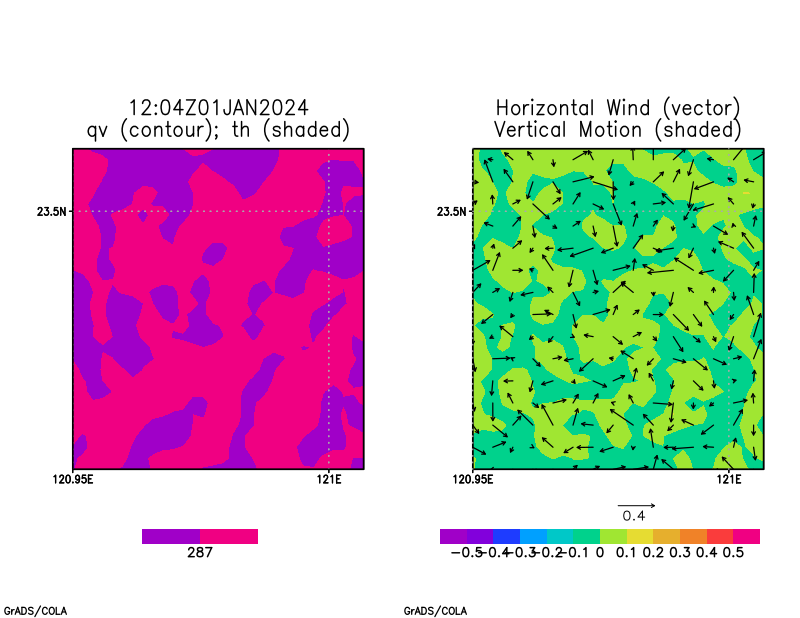 12:04Z01JAN2024
qv (contour); th (shaded)
23.5N
120.95E
121E
287
GrADS/COLA
Horizontal Wind (vector)
Vertical Motion (shaded)
23.5N
120.95E
121E
0.4
-0.5 -0.4 -0.3 -0.2 -0.1 0 0.1 0.2 0.3 0.4 0.5
GrADS/COLA